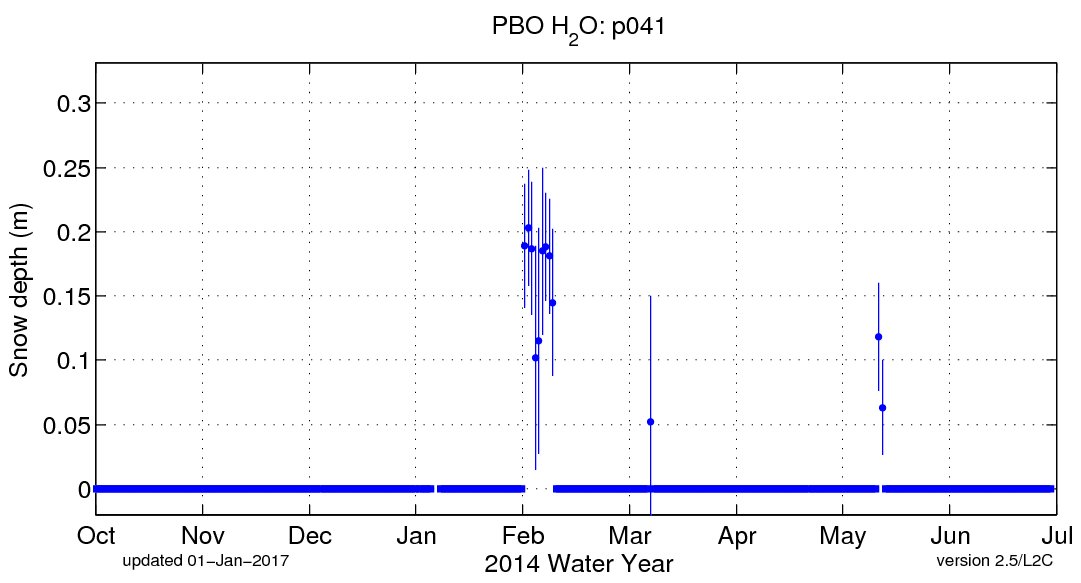 PBO H₂O: p041
0.3
0.25
0.2
0.15
0.1
0.05
0
Snow depth (m)
Oct Nov Dec Jan Feb Mar Apr May Jun Jul
updated 01−Jan−2017 2014 Water Year version 2.5/L2C